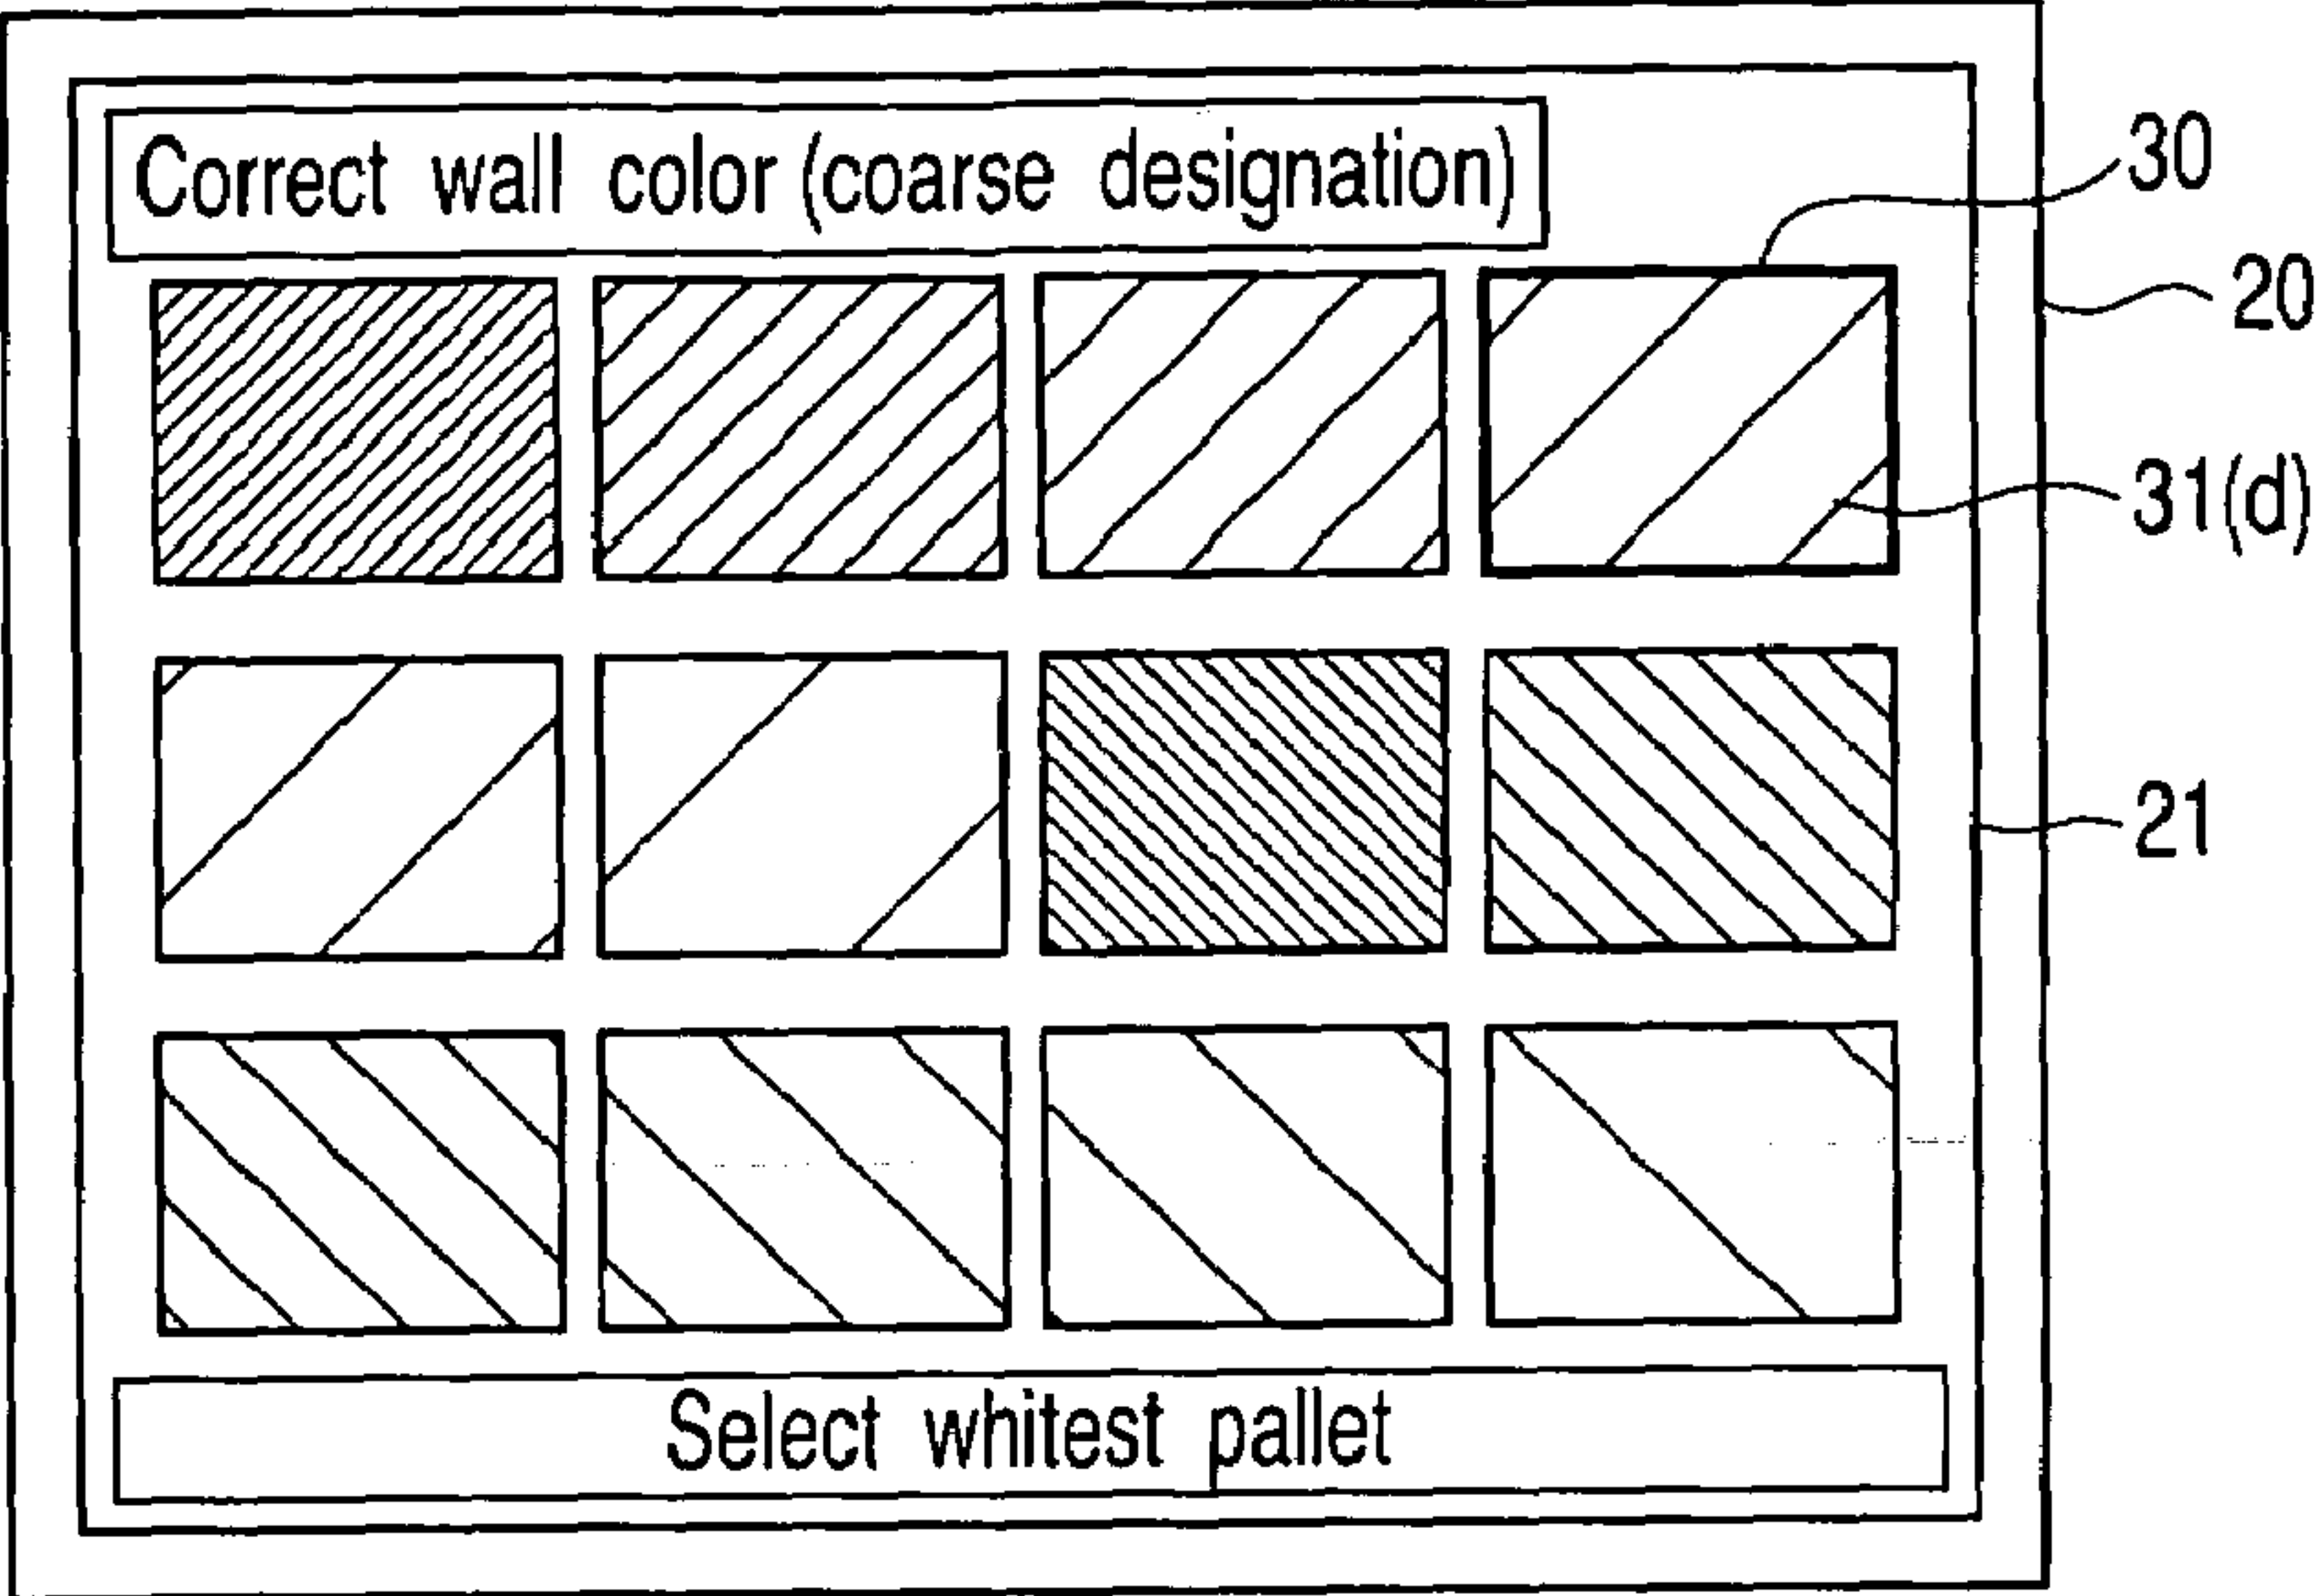 Correct wall color (coarse designation)
30
20
31(d)
21
Select whitest pallet